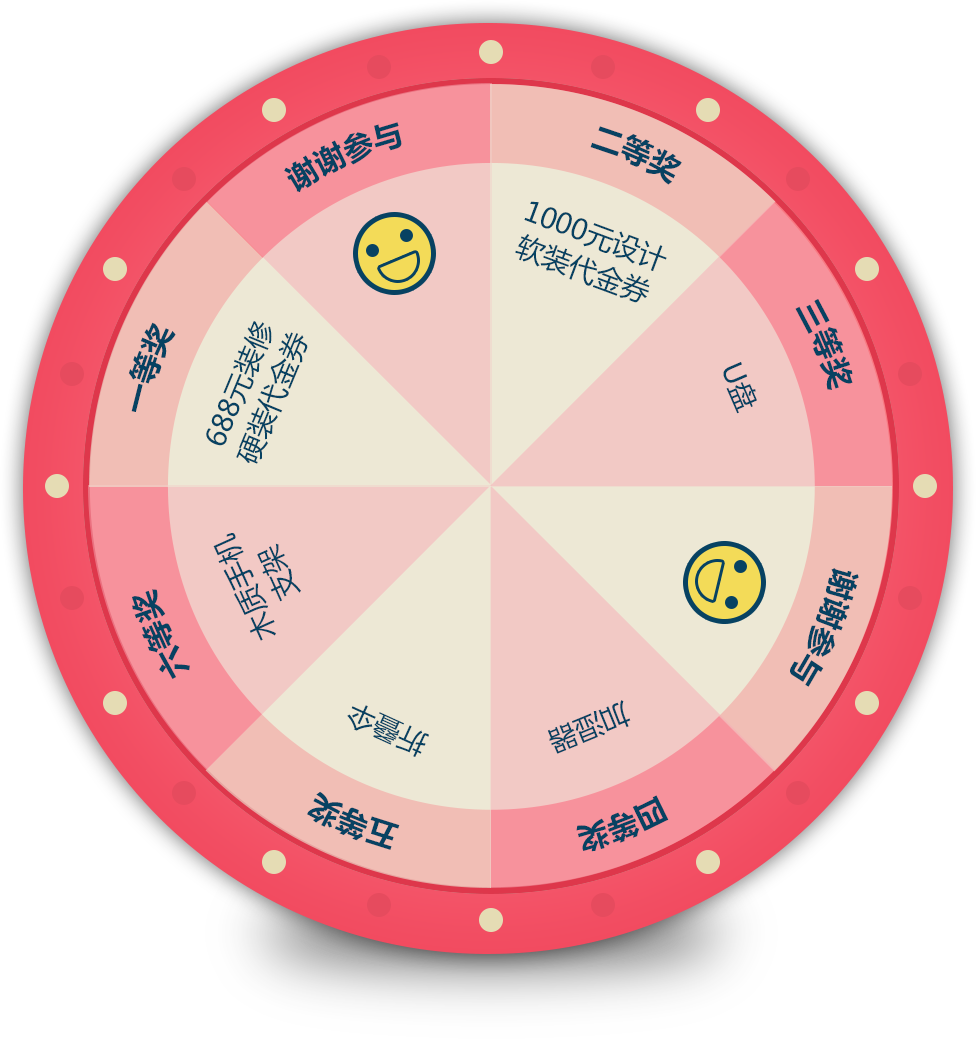 二等奖
1000元设计
软装代金券
三等奖
U盘
谢谢参与
四等奖
加湿器
五等奖
折叠伞
六等奖
木质手机
支架
一等奖
688元装修
硬装代金券
谢谢参与